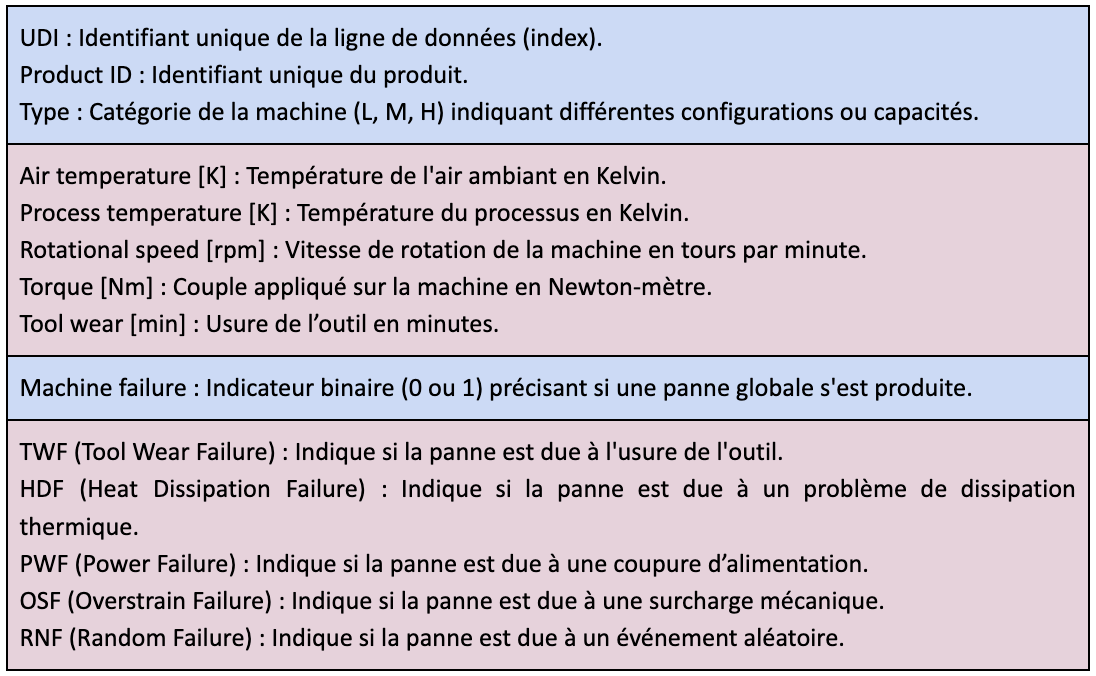 UDI : Identifiant unique de la ligne de données (index).
Product ID : Identifiant unique du produit.
Type : Catégorie de la machine (L, M, H) indiquant différentes configurations ou capacités.
Air temperature [K] : Température de l'air ambiant en Kelvin.
Process temperature [K] : Température du processus en Kelvin.
Rotational speed [rpm] : Vitesse de rotation de la machine en tours par minute.
Torque [Nm] : Couple appliqué sur la machine en Newton-mètre.
Tool wear [min] : Usure de l’outil en minutes.
Machine failure : Indicateur binaire (0 ou 1) précisant si une panne globale s'est produite.
TWF (Tool Wear Failure) : Indique si la panne est due à l'usure de l'outil.
HDF (Heat Dissipation Failure) : Indique si la panne est due à un problème de dissipation
thermique.
PWF (Power Failure) : Indique si la panne est due à une coupure d’alimentation.
OSF (Overstrain Failure) : Indique si la panne est due à une surcharge mécanique.
RNF (Random Failure) : Indique si la panne est due à un événement aléatoire.